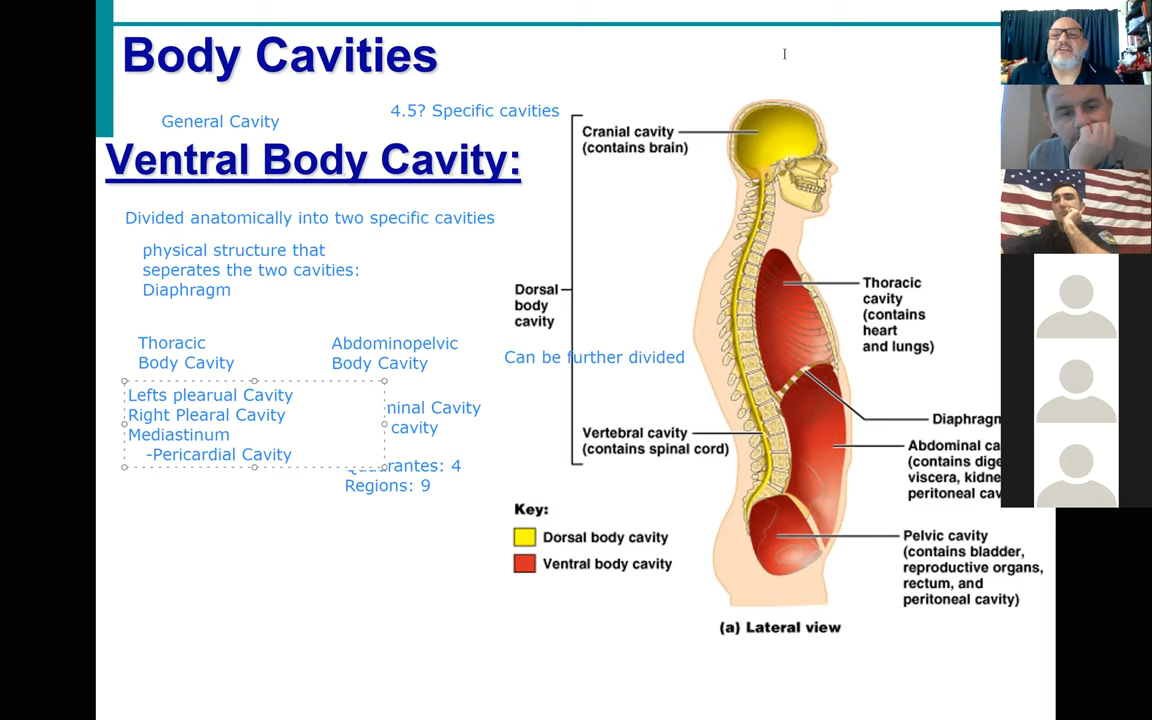 Body Cavities
General Cavity
4.5? Specific cavities
Ventral Body Cavity:
Divided anatomically into two specific cavities
physical structure that
seperates the two cavities:
Diaphragm
Thoracic
Body Cavity
Abdominopelvic
Body Cavity
Can be further divided
Lefts plearual Cavity
Right Plearal Cavity
Mediastinum
-Pericardial Cavity
minal Cavity
cavity
Quadrantes: 4
Regions: 9
Cranial cavity
(contains brain)
Dorsal
body
cavity
Vertebral cavity
(contains spinal cord)
Thoracic
cavity
(contains
heart
and lungs)
Diaphragm
Abdominal ca
(contains dige
viscera, kidne
peritoneal cav
Pelvic cavity
(contains bladder,
reproductive organs,
rectum, and
peritoneal cavity)
Key:
Dorsal body cavity
Ventral body cavity
(a) Lateral view